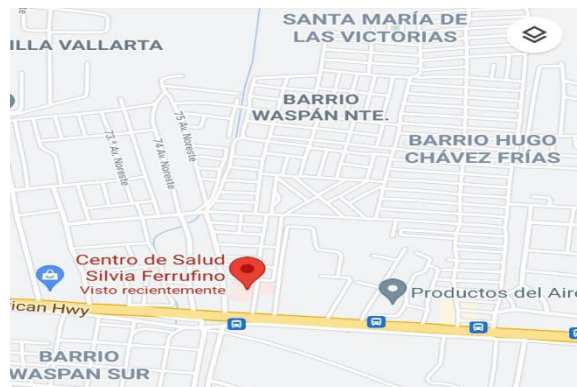 SANTA MARÍA DE
LAS VICTORIAS
ILLA VALLARTA
BARRIO
WASPÁN NTE.
BARRIO HUGO
CHÁVEZ FRÍAS
73.ª Av. Noreste
74 Av. Noreste
75 Av. Noreste
Centro de Salud
Silvia Ferrufino
Visto recientemente
Productos del Aire
rican Hwy
BARRIO
WASPAN SUR